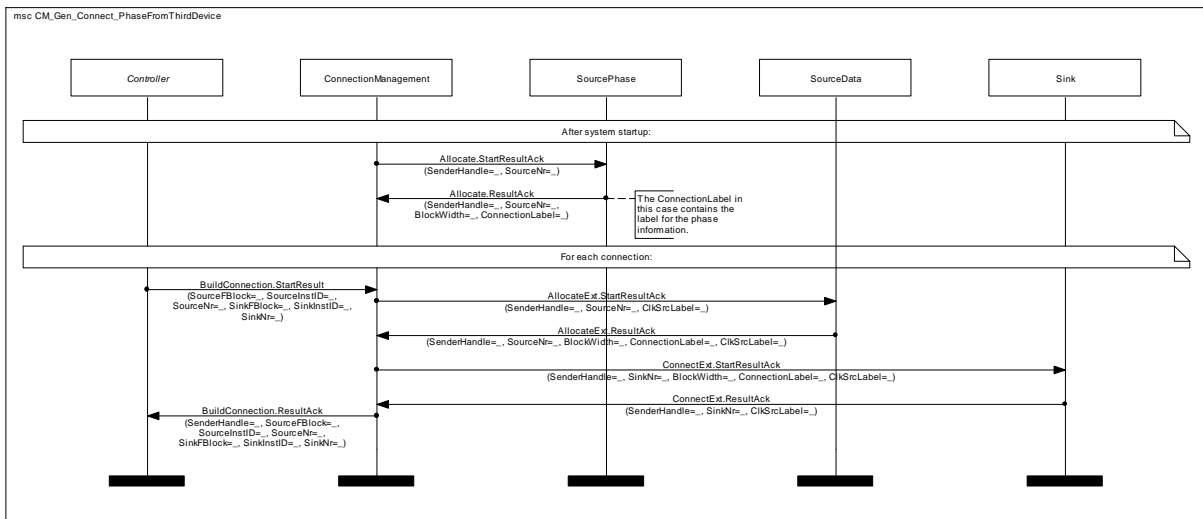 msc CM_Gen_Connect_PhaseFromThirdDevice
Controller
ConnectionManagement
SourcePhase
SourceData
Sink
After system startup:
Allocate.StartResultAck
(SenderHandle=_, SourceNr=_)
Allocate.ResultAck
(SenderHandle=_, SourceNr=_,
BlockWidth=_, ConnectionLabel=_)
The ConnectionLabel in
this case contains the
label for the phase
information.
For each connection:
BuildConnection.StartResult
(SourceFBlock=_, SourceInstID=_,
SourceNr=_, SinkFBlock=_, SinkInstID=_,
SinkNr=_)
AllocateExt.StartResultAck
(SenderHandle=_, SourceNr=_, ClkSrcLabel=_)
AllocateExt.ResultAck
(SenderHandle=_, SourceNr=_, BlockWidth=_, ConnectionLabel=_, ClkSrcLabel=_)
ConnectExt.StartResultAck
(SenderHandle=_, SinkNr=_, BlockWidth=_, ConnectionLabel=_, ClkSrcLabel=_)
ConnectExt.ResultAck
(SenderHandle=_, SinkNr=_, ClkSrcLabel=_)
BuildConnection.ResultAck
(SenderHandle=_, SourceFBlock=_,
SourceInstID=_, SourceNr=_,
SinkFBlock=_, SinkInstID=_, SinkNr=_)